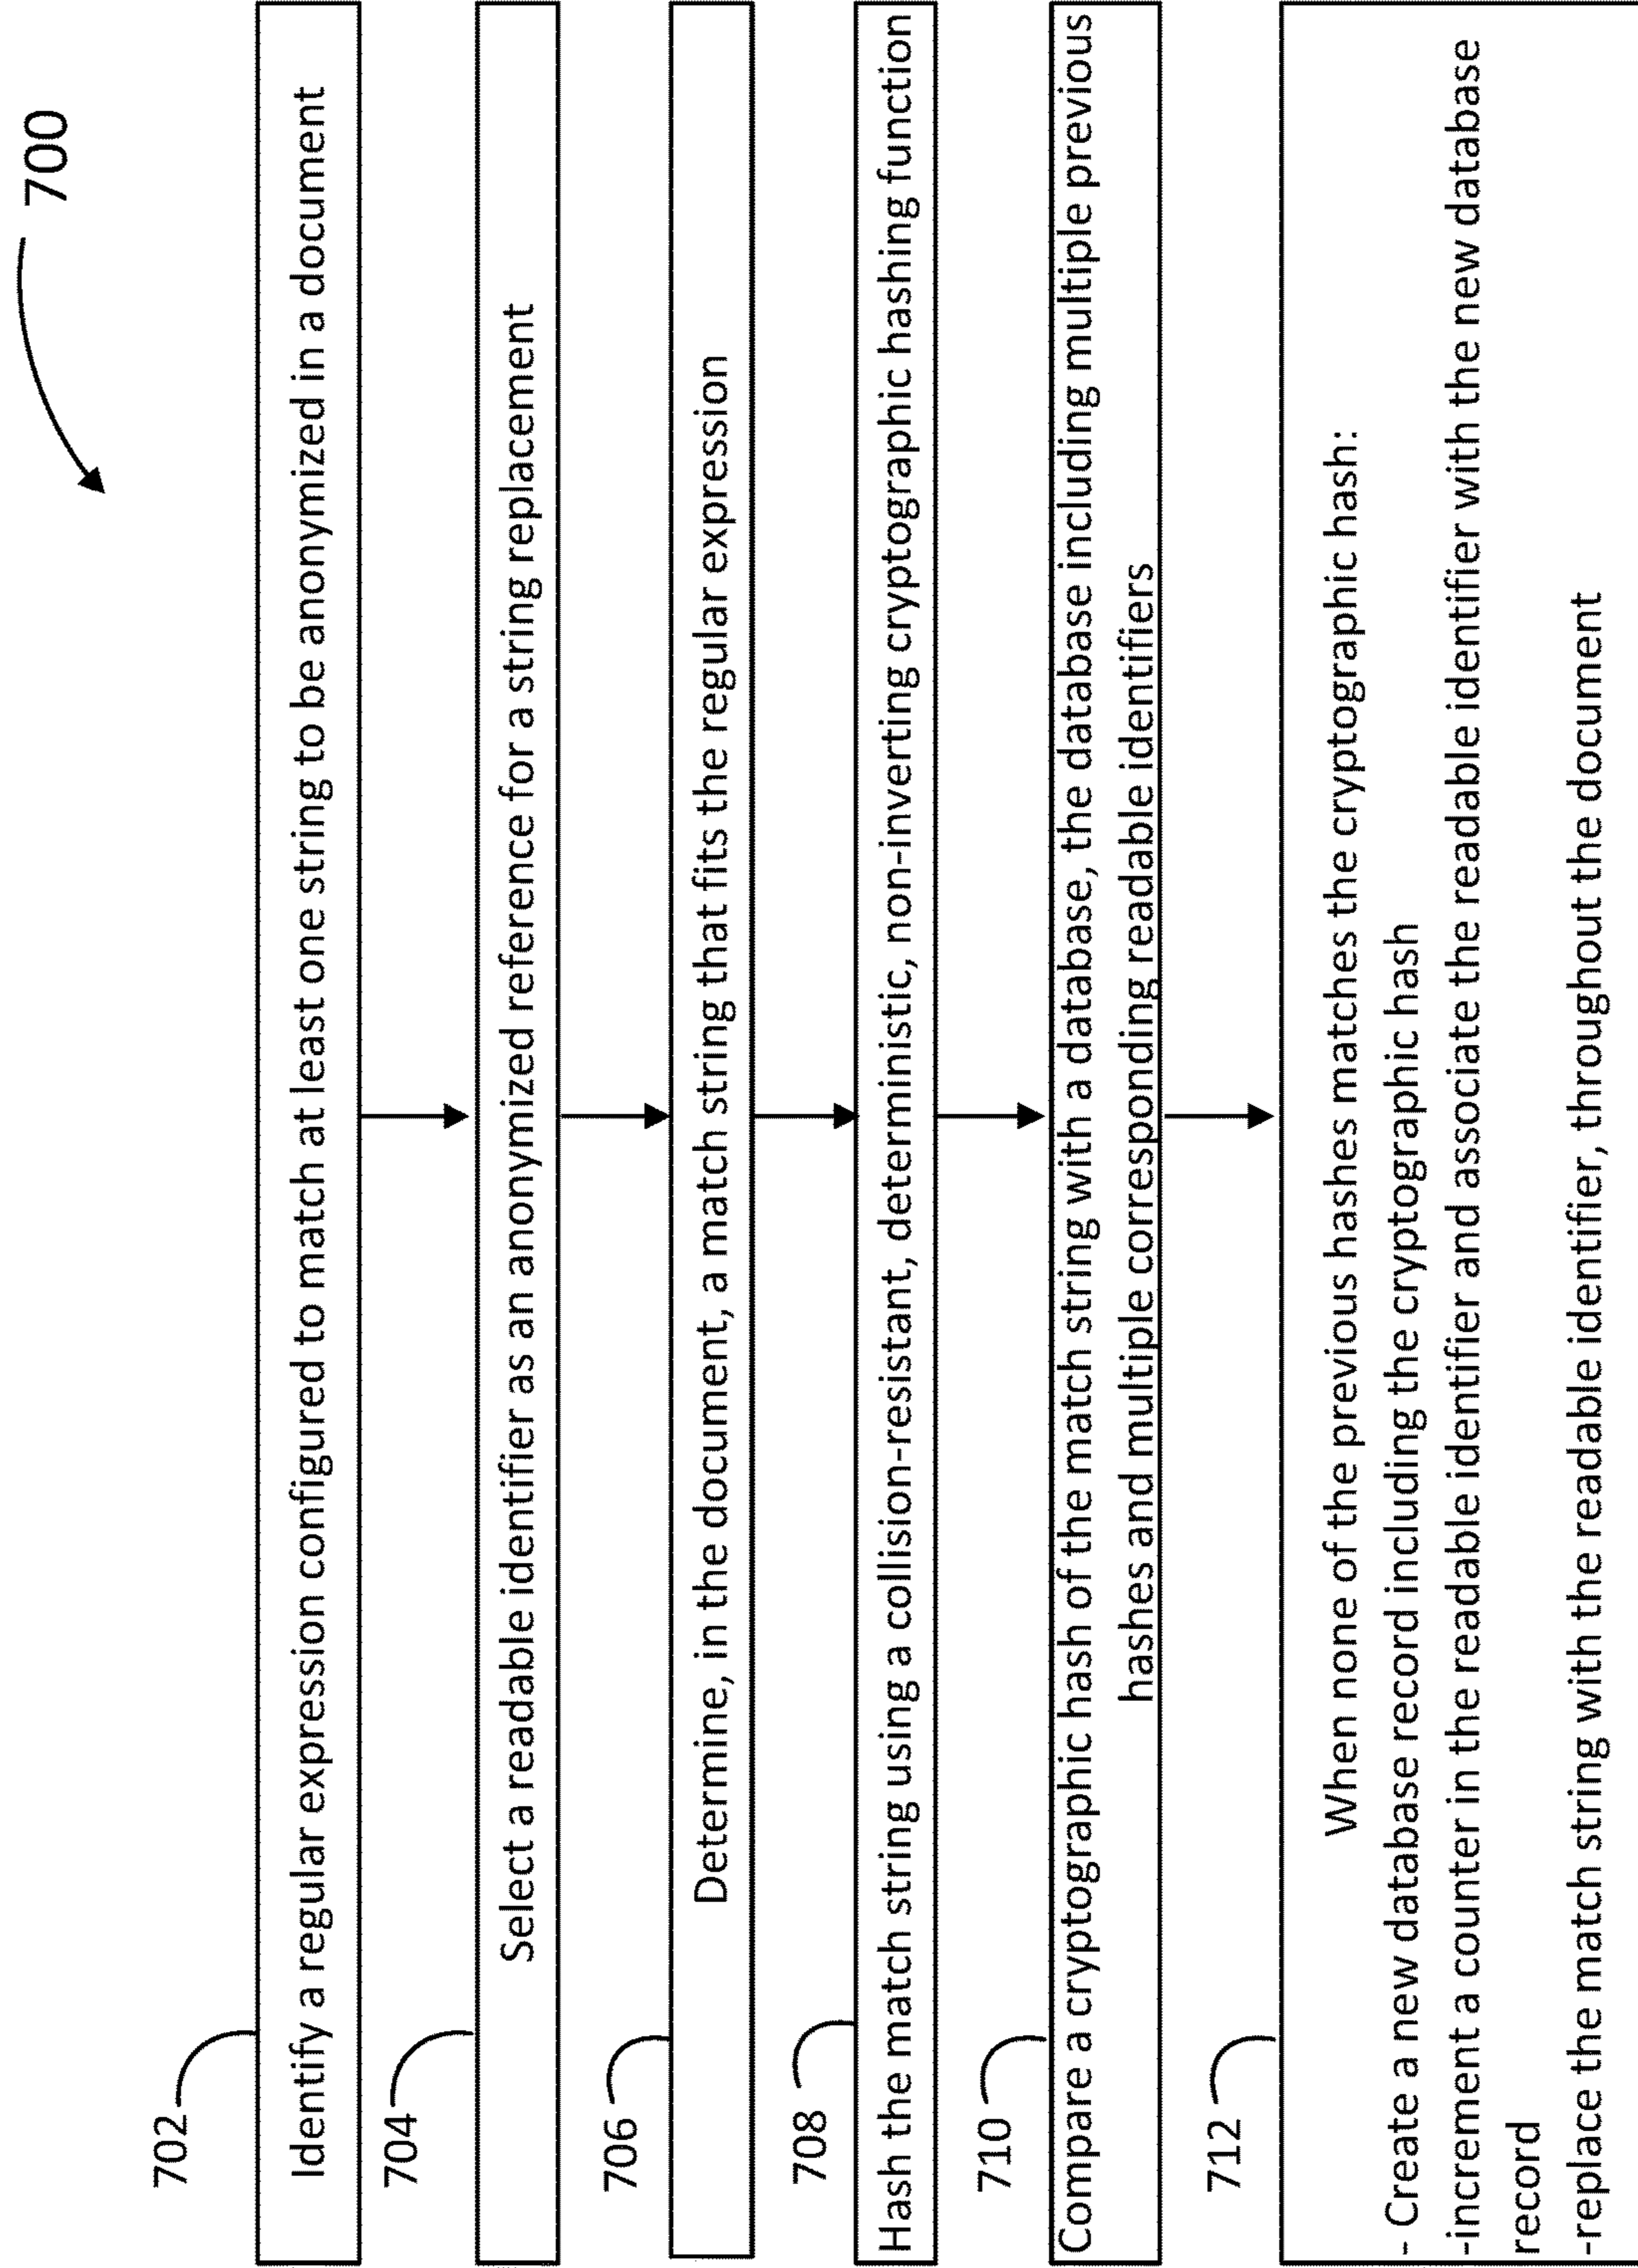 700
702
Identify a regular expression configured to match at least one string to be anonymized in a document
704
Select a readable identifier as an anonymized reference for a string replacement
706
Determine, in the document, a match string that fits the regular expression
708
Hash the match string using a collision-resistant, deterministic, non-inverting cryptographic hashing function
710
Compare a cryptographic hash of the match string with a database, the database including multiple previous
hashes and multiple corresponding readable identifiers
712
When none of the previous hashes matches the cryptographic hash:
- Create a new database record including the cryptographic hash
-increment a counter in the readable identifier and associate the readable identifier with the new database
record
-replace the match string with the readable identifier, throughout the document